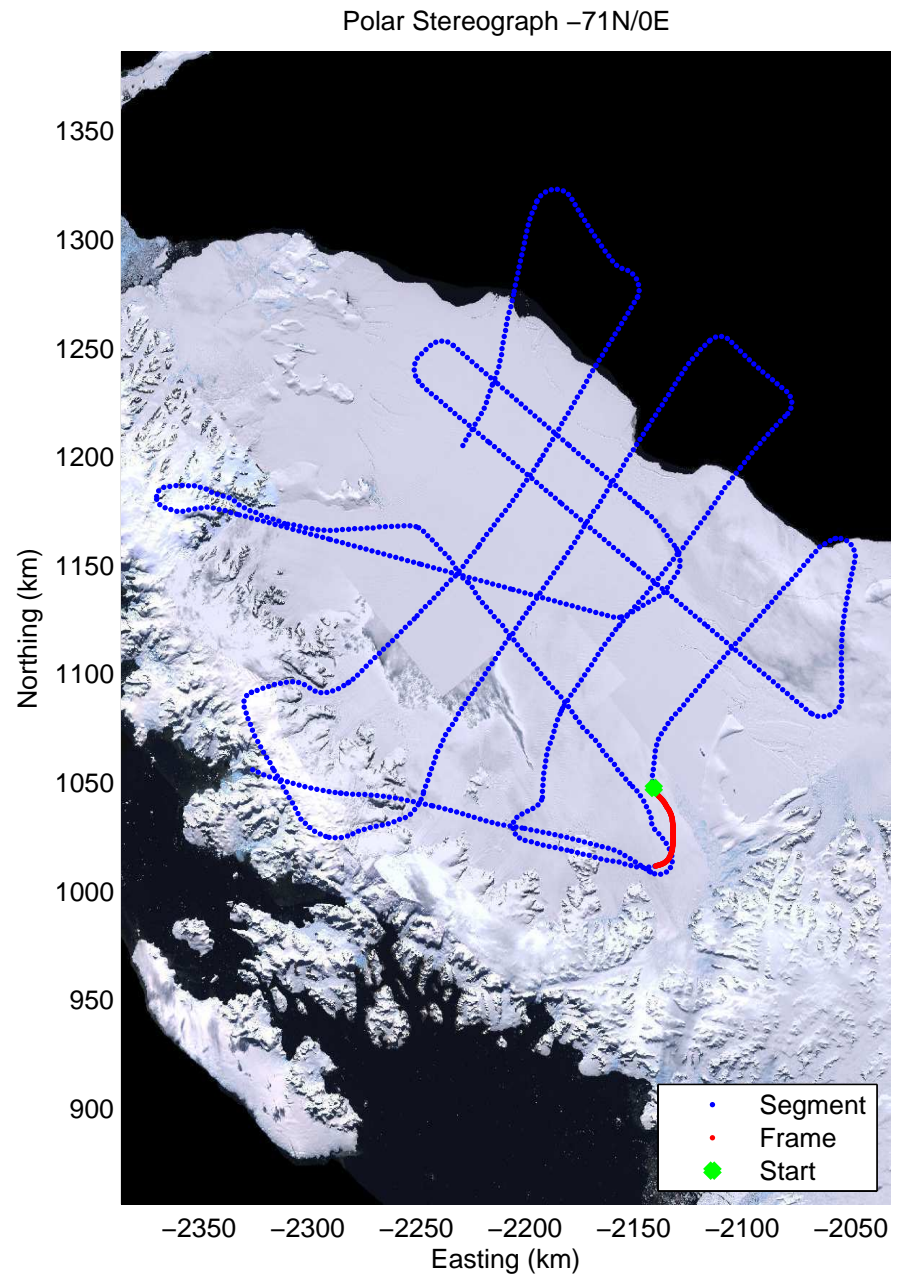 Polar Stereograph −71N/0E
1350
1300
1250
1200
1150
1100
1050
1000
950
900
Northing (km)
−2350 −2300 −2250 −2200 −2150 −2100 −2050
Easting (km)
Segment
Frame
Start